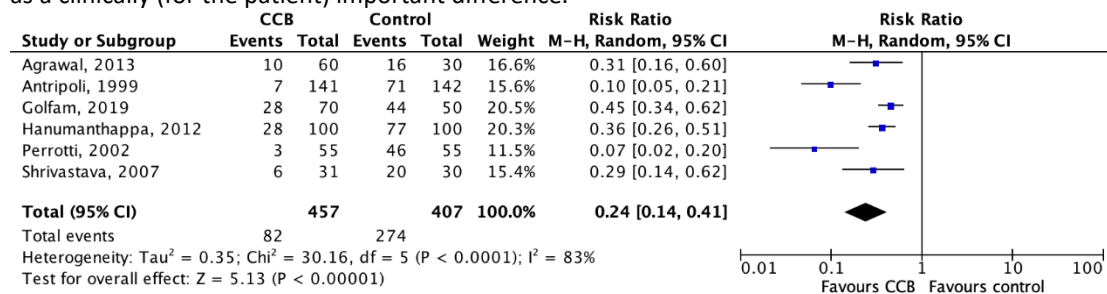 as a clinically (for the patient) important difference.
CCB Control Risk Ratio Risk Ratio
Study or Subgroup Events Total Events Total Weight M-H, Random, 95% CI M-H, Random, 95% CI
Agrawal, 2013 10 60 16 30 16.6% 0.31 [0.16, 0.60]
Antripoli, 1999 7 141 71 142 15.6% 0.10 [0.05, 0.21]
Golfam, 2019 28 70 44 50 20.5% 0.45 [0.34, 0.62]
Hanumanthappa, 2012 28 100 77 100 20.3% 0.36 [0.26, 0.51]
Perrotti, 2002 3 55 46 55 11.5% 0.07 [0.02, 0.20]
Shrivastava, 2007 6 31 20 30 15.4% 0.29 [0.14, 0.62]
Total (95% CI) 457 407 100.0% 0.24 [0.14, 0.41]
Total events 82 274
Heterogeneity: Tau² = 0.35; Chi² = 30.16, df = 5 (P < 0.0001); I² = 83%
Test for overall effect: Z = 5.13 (P < 0.00001)
0.01 0.1 1 10 100
Favours CCB Favours control